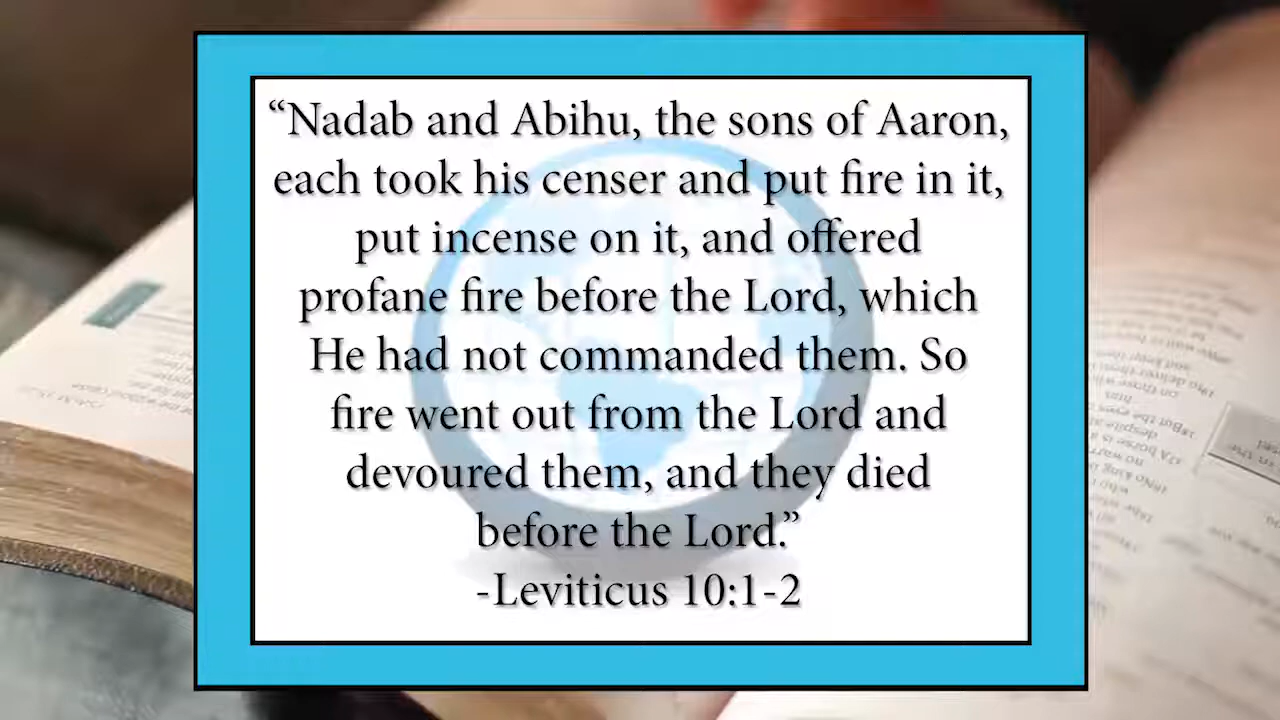 “Nadab and Abihu, the sons of Aaron,
each took his censer and put fire in it,
put incense on it, and offered
profane fire before the Lord, which
He had not commanded them. So
fire went out from the Lord and
devoured them, and they died
before the Lord.”
-Leviticus 10:1-2